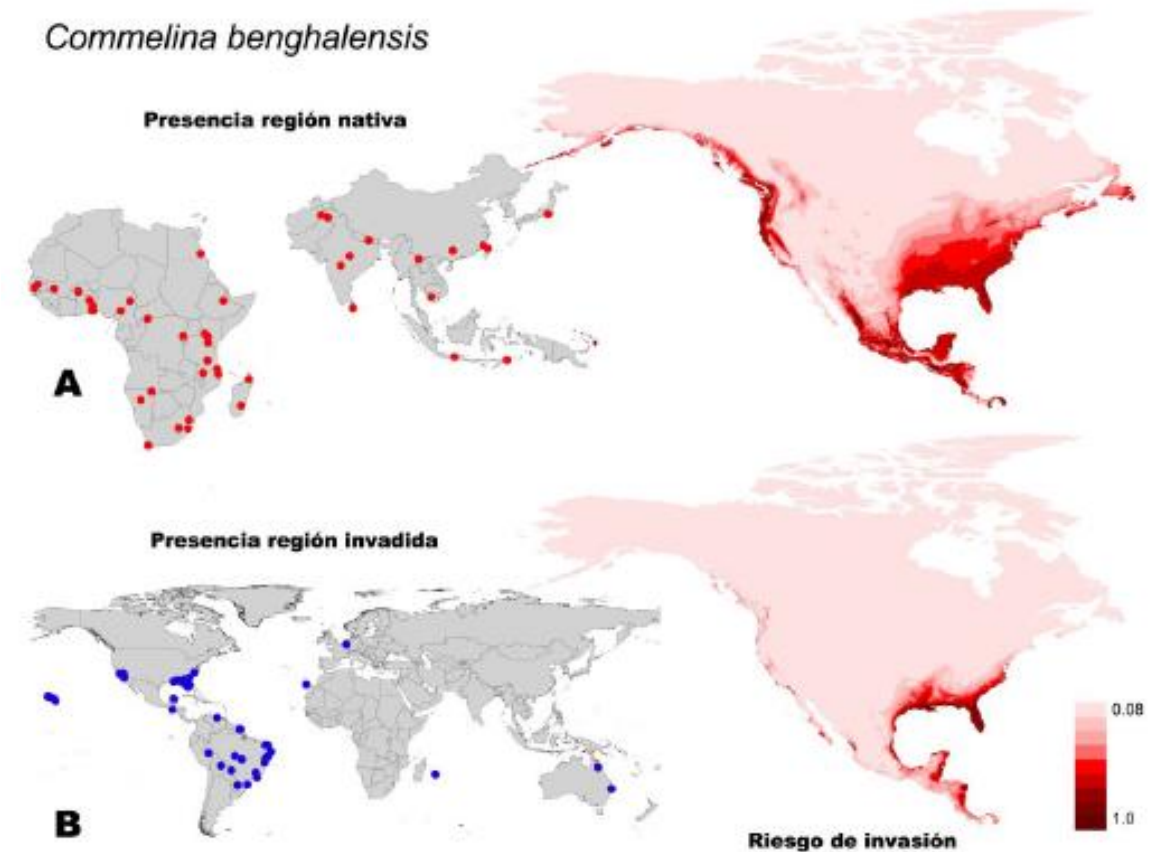 Commelina benghalensis
Presencia región nativa
A
Presencia región invadida
B
0.08
1.0
Riesgo de invasión